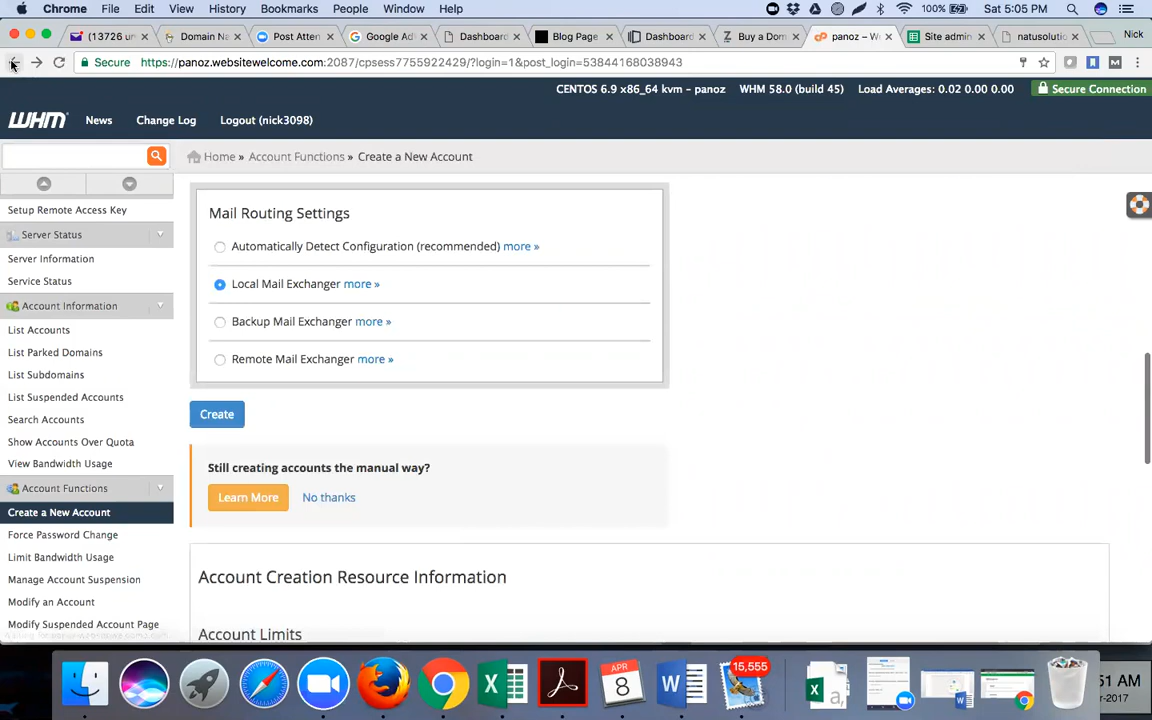 Chrome File Edit View History Bookmarks People Window Help 100% Sat 5:05 PM
(13726 un Domain Na Post Atten Google Ad Dashboard Blog Page Dashboard Buy a Dom panoz – W Site admin natusolutic Nick
Secure https://panoz.websitewelcome.com:2087/cpsess7755922429/?login=1&post_login=53844168038943
CENTOS 6.9 x86_64 kvm – panoz WHM 58.0 (build 45) Load Averages: 0.02 0.00 0.00 Secure Connection
WHM News Change Log Logout (nick3098)
Home » Account Functions » Create a New Account
Setup Remote Access Key
Server Status
Server Information
Service Status
Account Information
List Accounts
List Parked Domains
List Subdomains
List Suspended Accounts
Search Accounts
Show Accounts Over Quota
View Bandwidth Usage
Account Functions
Create a New Account
Force Password Change
Limit Bandwidth Usage
Manage Account Suspension
Modify an Account
Modify Suspended Account Page
Mail Routing Settings
Automatically Detect Configuration (recommended) more »
Local Mail Exchanger more »
Backup Mail Exchanger more »
Remote Mail Exchanger more »
Create
Still creating accounts the manual way?
Learn More No thanks
Account Creation Resource Information
Account Limits
APR
8
15,555
51 AM
r-2017